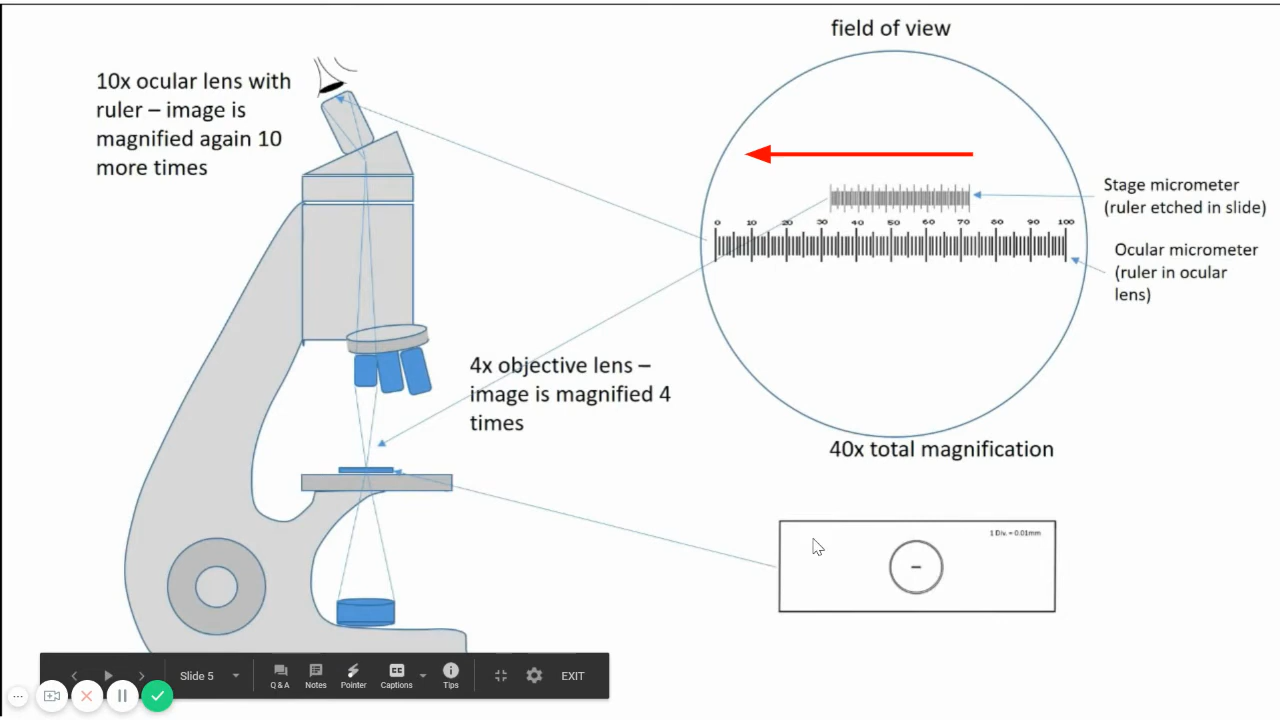 field of view
10x ocular lens with
ruler – image is
magnified again 10
more times
Stage micrometer
(ruler etched in slide)
0 10 20 30 40 50 60 70 80 90 100
Ocular micrometer
(ruler in ocular
lens)
4x objective lens –
image is magnified 4
times
40x total magnification
1 Div. = 0.01mm
Slide 5
Q & A
Notes
Pointer
Captions
Tips
EXIT